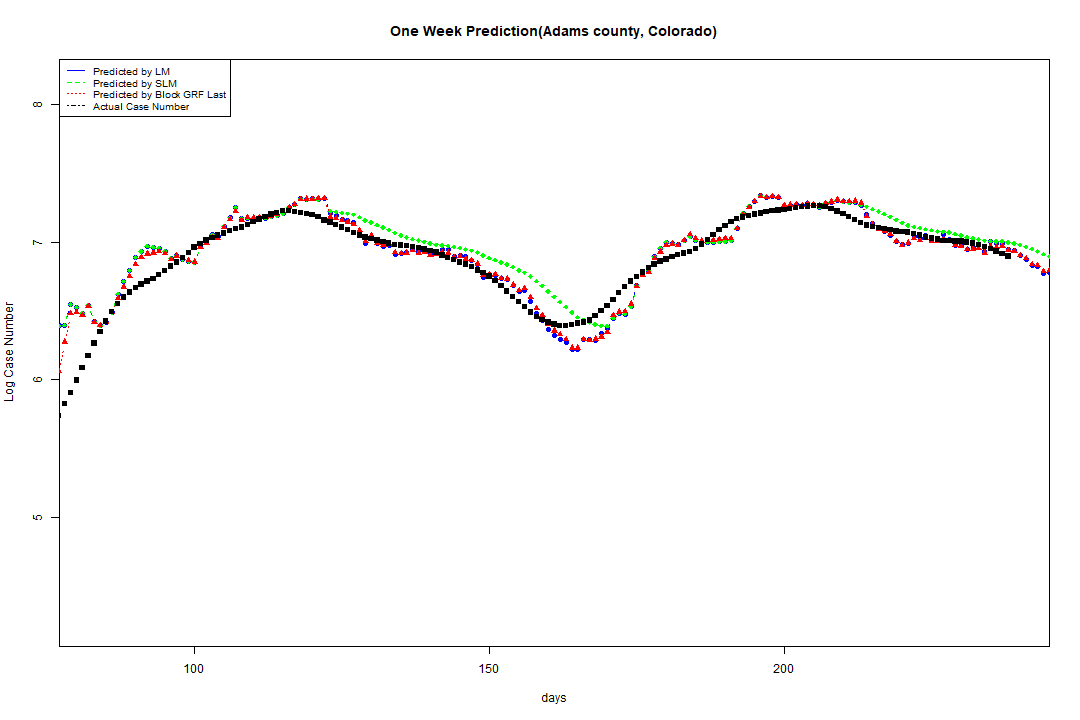 One Week Prediction(Adams county, Colorado)
Predicted by LM
Predicted by SLM
Predicted by Block GRF Last
Actual Case Number
8
7
6
5
Log Case Number
100 150 200
days